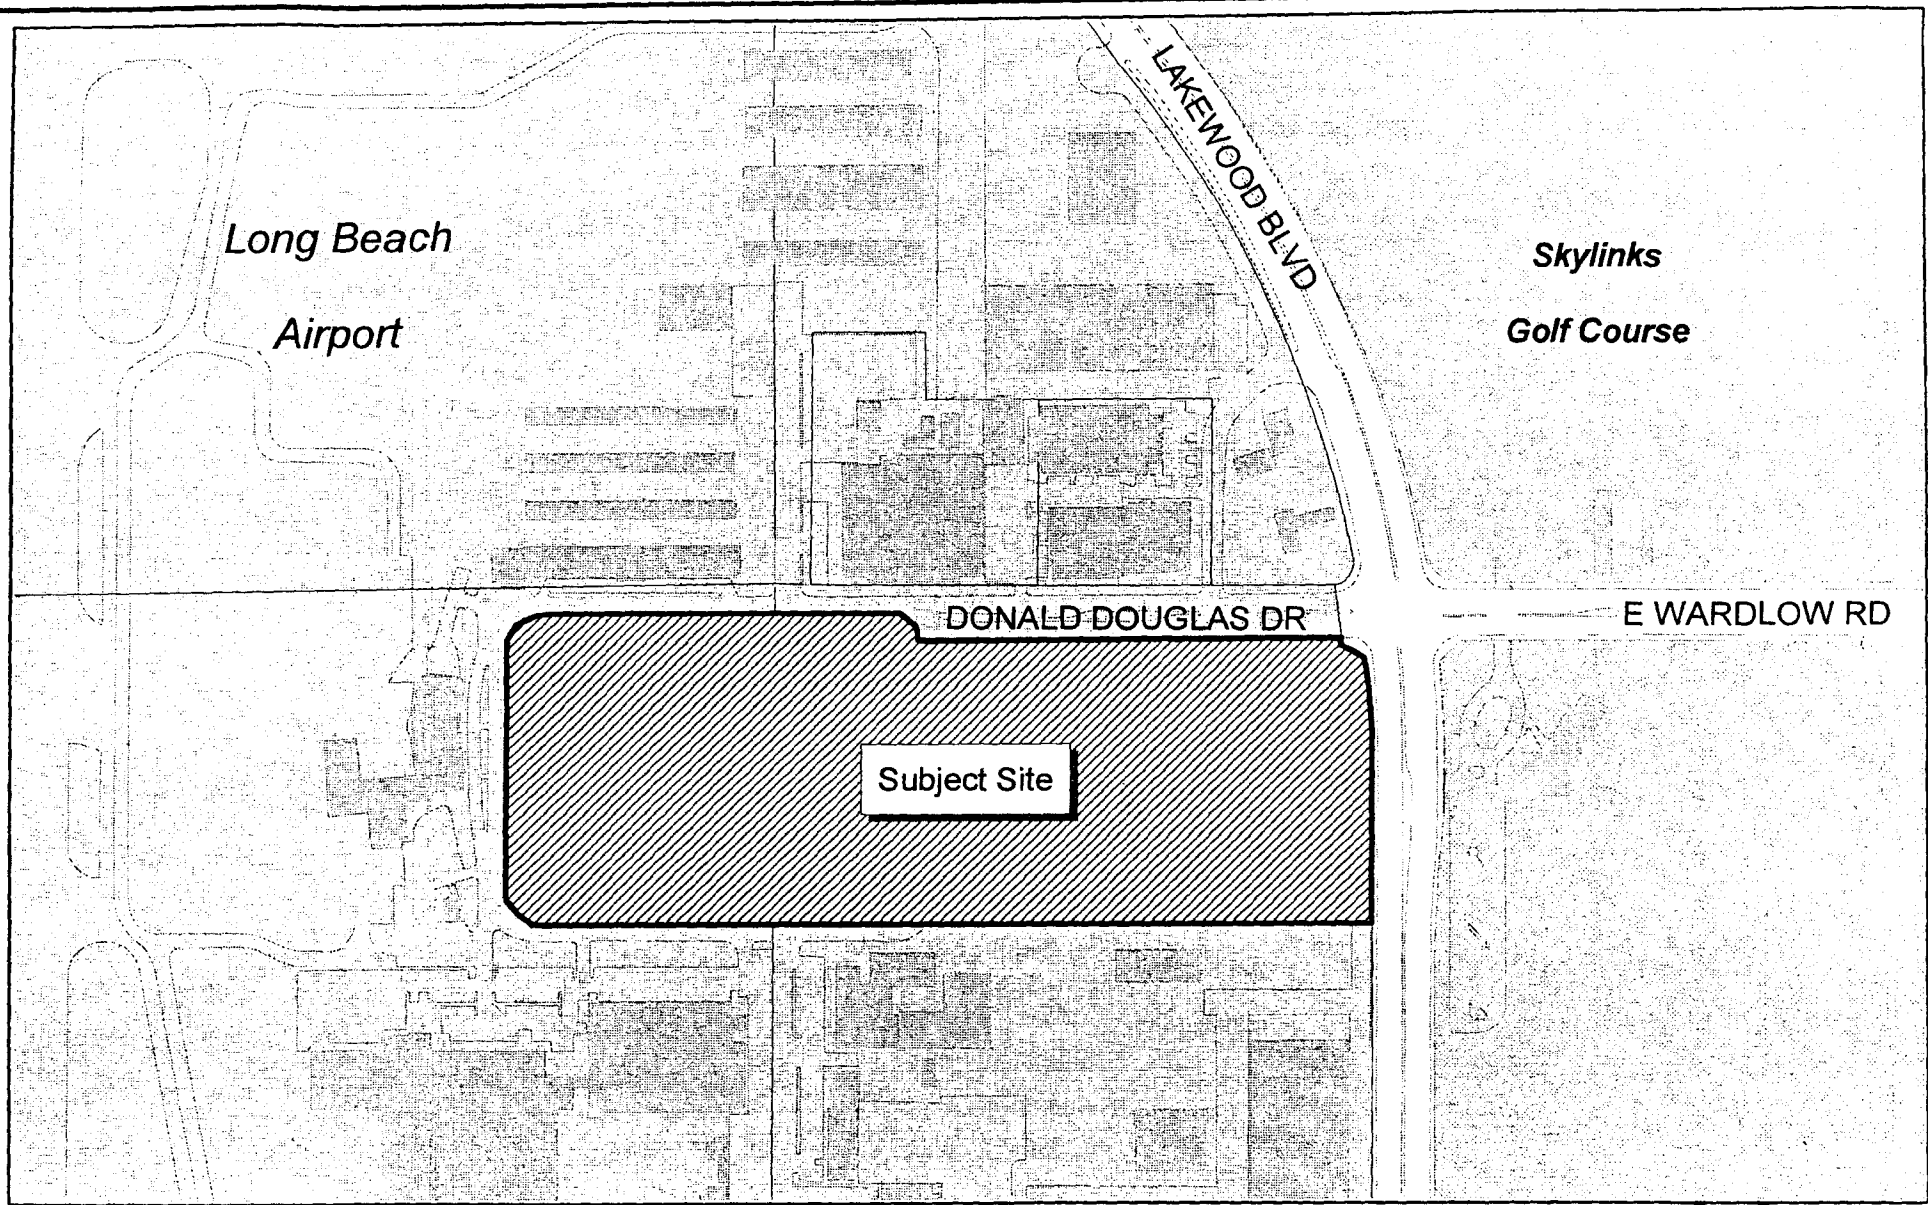 LAKEWOOD BLVD
Long Beach
Airport
Skylinks
Golf Course
DONALD DOUGLAS DR
E WARDLOW RD
Subject Site